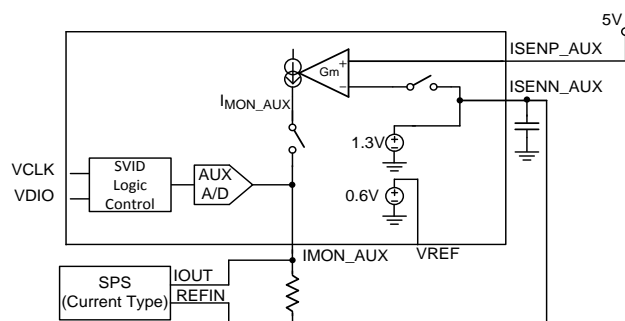 5V
ISENP_AUX
Gm
+
−
ISENN_AUX
IMON_AUX
1.3V
VCLK
VDIO
SVID
Logic
Control
AUX
A/D
0.6V
IMON_AUX
VREF
SPS
(Current Type)
IOUT
REFIN